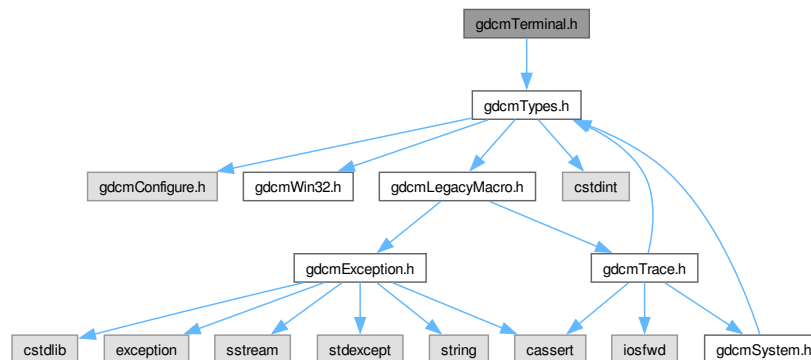 gdcmTerminal.h
gdcmTypes.h
gdcmConfigure.h
gdcmWin32.h
gdcmLegacyMacro.h
cstdint
gdcmException.h
gdcmTrace.h
cstdlib
exception
sstream
stdexcept
string
cassert
iosfwd
gdcmSystem.h